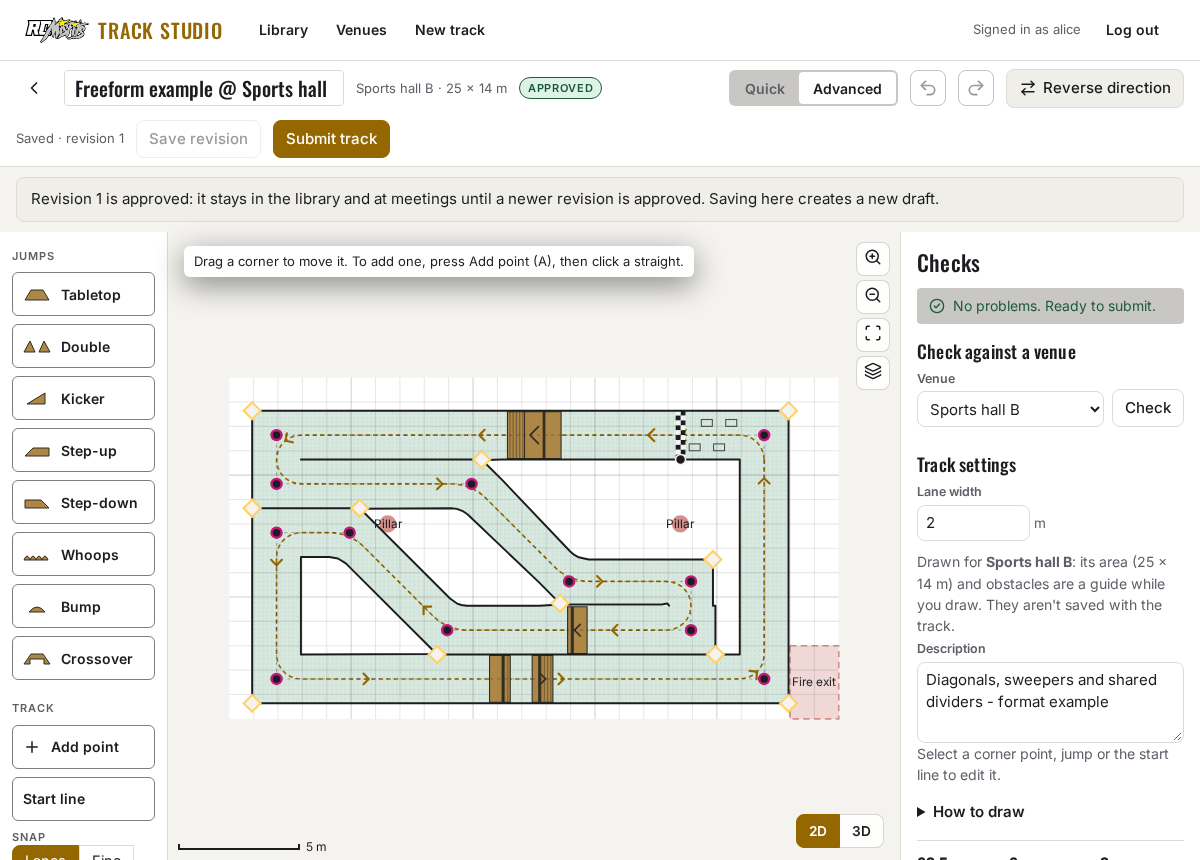 RC Misfits TRACK STUDIO Library Venues New track Signed in as alice Log out
Freeform example @ Sports hall Sports hall B · 25 × 14 m APPROVED Quick Advanced Reverse direction
Saved · revision 1 Save revision Submit track
Revision 1 is approved: it stays in the library and at meetings until a newer revision is approved. Saving here creates a new draft.
JUMPS
Tabletop
Double
Kicker
Step-up
Step-down
Whoops
Bump
Crossover
TRACK
Add point
Start line
SNAP
Lanes Fine
Drag a corner to move it. To add one, press Add point (A), then click a straight.
Pillar Pillar
Fire exit
5 m
2D 3D
Checks
No problems. Ready to submit.
Check against a venue
Venue
Sports hall B Check
Track settings
Lane width
2 m
Drawn for Sports hall B: its area (25 ×
14 m) and obstacles are a guide while
you draw. They aren't saved with the
track.
Description
Diagonals, sweepers and shared
dividers - format example
Select a corner point, jump or the start
line to edit it.
How to draw